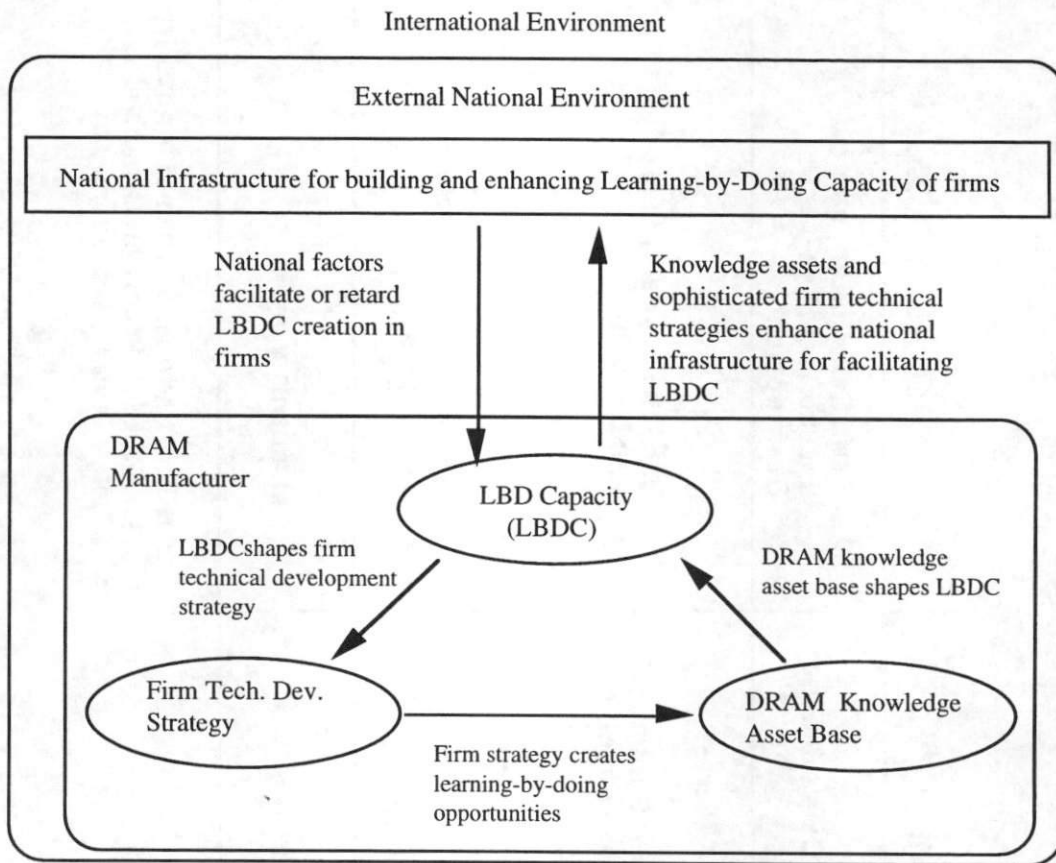 International Environment
External National Environment
National Infrastructure for building and enhancing Learning-by-Doing Capacity of firms
National factors
facilitate or retard
LBDC creation in
firms
Knowledge assets and
sophisticated firm technical
strategies enhance national
infrastructure for facilitating
LBDC
DRAM
Manufacturer
LBD Capacity
(LBDC)
LBDCshapes firm
technical development
strategy
DRAM knowledge
asset base shapes LBDC
Firm Tech. Dev.
Strategy
DRAM Knowledge
Asset Base
Firm strategy creates
learning-by-doing
opportunities